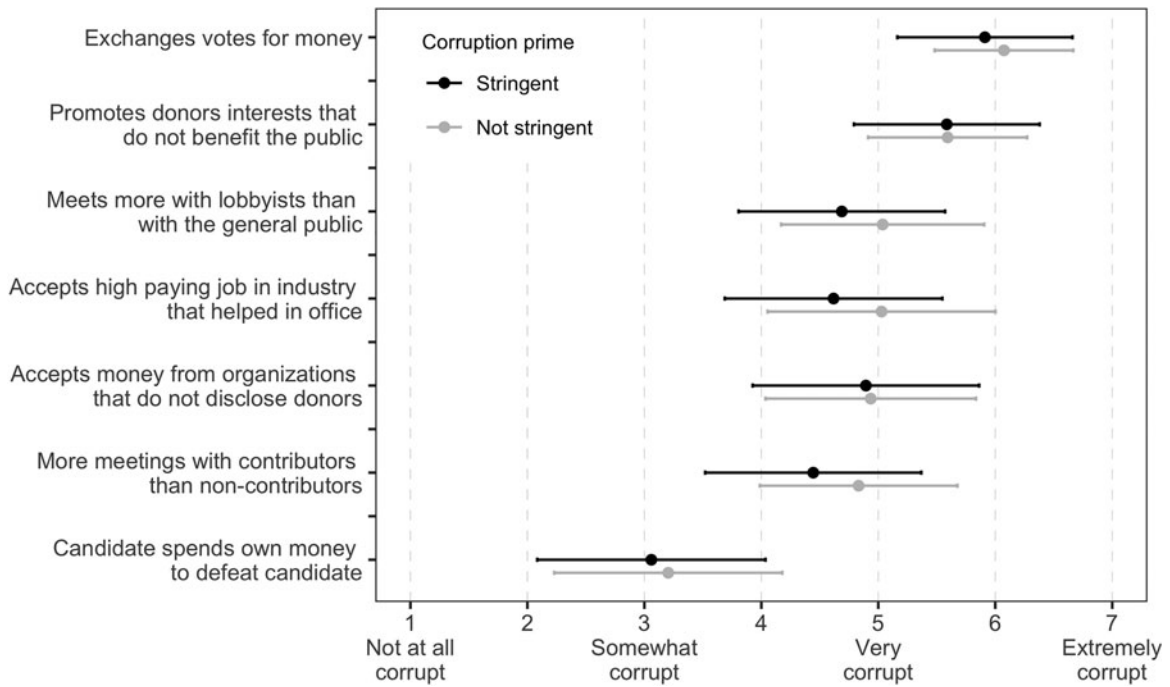 Exchanges votes for money
Promotes donors interests that
do not benefit the public
Meets more with lobbyists than
with the general public
Accepts high paying job in industry
that helped in office
Accepts money from organizations
that do not disclose donors
More meetings with contributors
than non-contributors
Candidate spends own money
to defeat candidate
Corruption prime
Stringent
Not stringent
1 2 3 4 5 6 7
Not at all Somewhat Very Extremely
corrupt corrupt corrupt corrupt